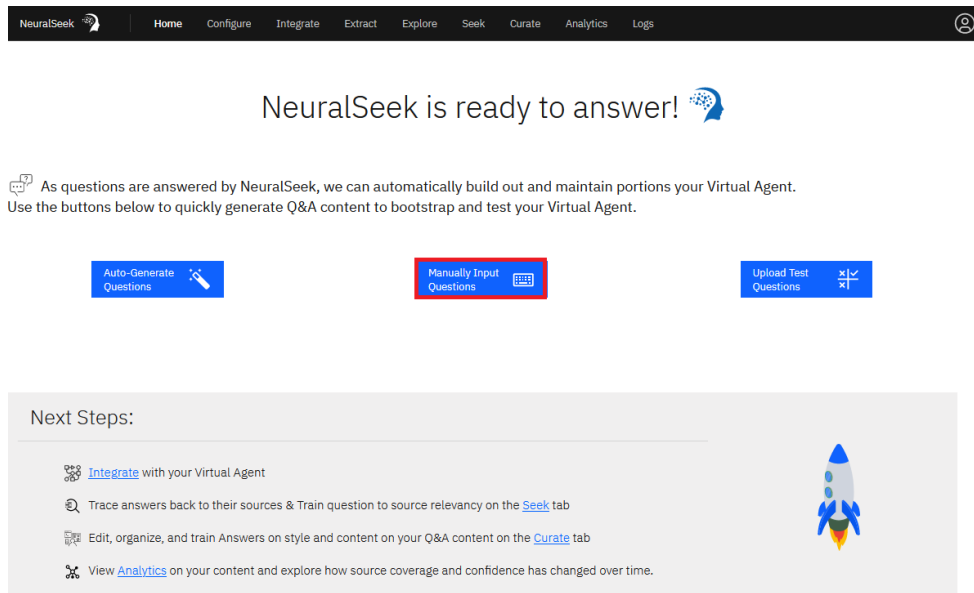 NeuralSeek Home Configure Integrate Extract Explore Seek Curate Analytics Logs
NeuralSeek is ready to answer!
As questions are answered by NeuralSeek, we can automatically build out and maintain portions your Virtual Agent.
Use the buttons below to quickly generate Q&A content to bootstrap and test your Virtual Agent.
Auto-Generate
Questions
Manually Input
Questions
Upload Test
Questions
Next Steps:
Integrate with your Virtual Agent
Trace answers back to their sources & Train question to source relevancy on the Seek tab
Edit, organize, and train Answers on style and content on your Q&A content on the Curate tab
View Analytics on your content and explore how source coverage and confidence has changed over time.